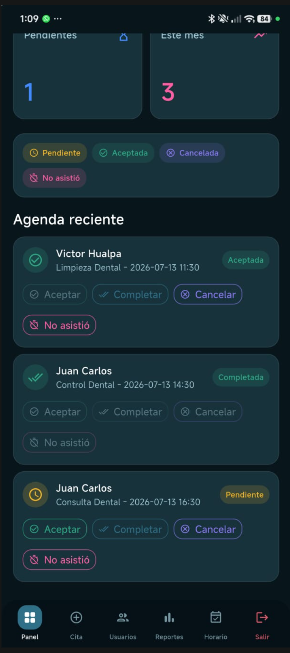 1:09
84
Pendientes
Este mes
1
3
Pendiente
Aceptada
Cancelada
No asistió
Agenda reciente
Victor Hualpa
Limpieza Dental - 2026-07-13 11:30
Aceptada
Aceptar
Completar
Cancelar
No asistió
Juan Carlos
Control Dental - 2026-07-13 14:30
Completada
Aceptar
Completar
Cancelar
No asistió
Juan Carlos
Consulta Dental - 2026-07-13 16:30
Pendiente
Aceptar
Completar
Cancelar
No asistió
Panel
Cita
Usuarios
Reportes
Horario
Salir